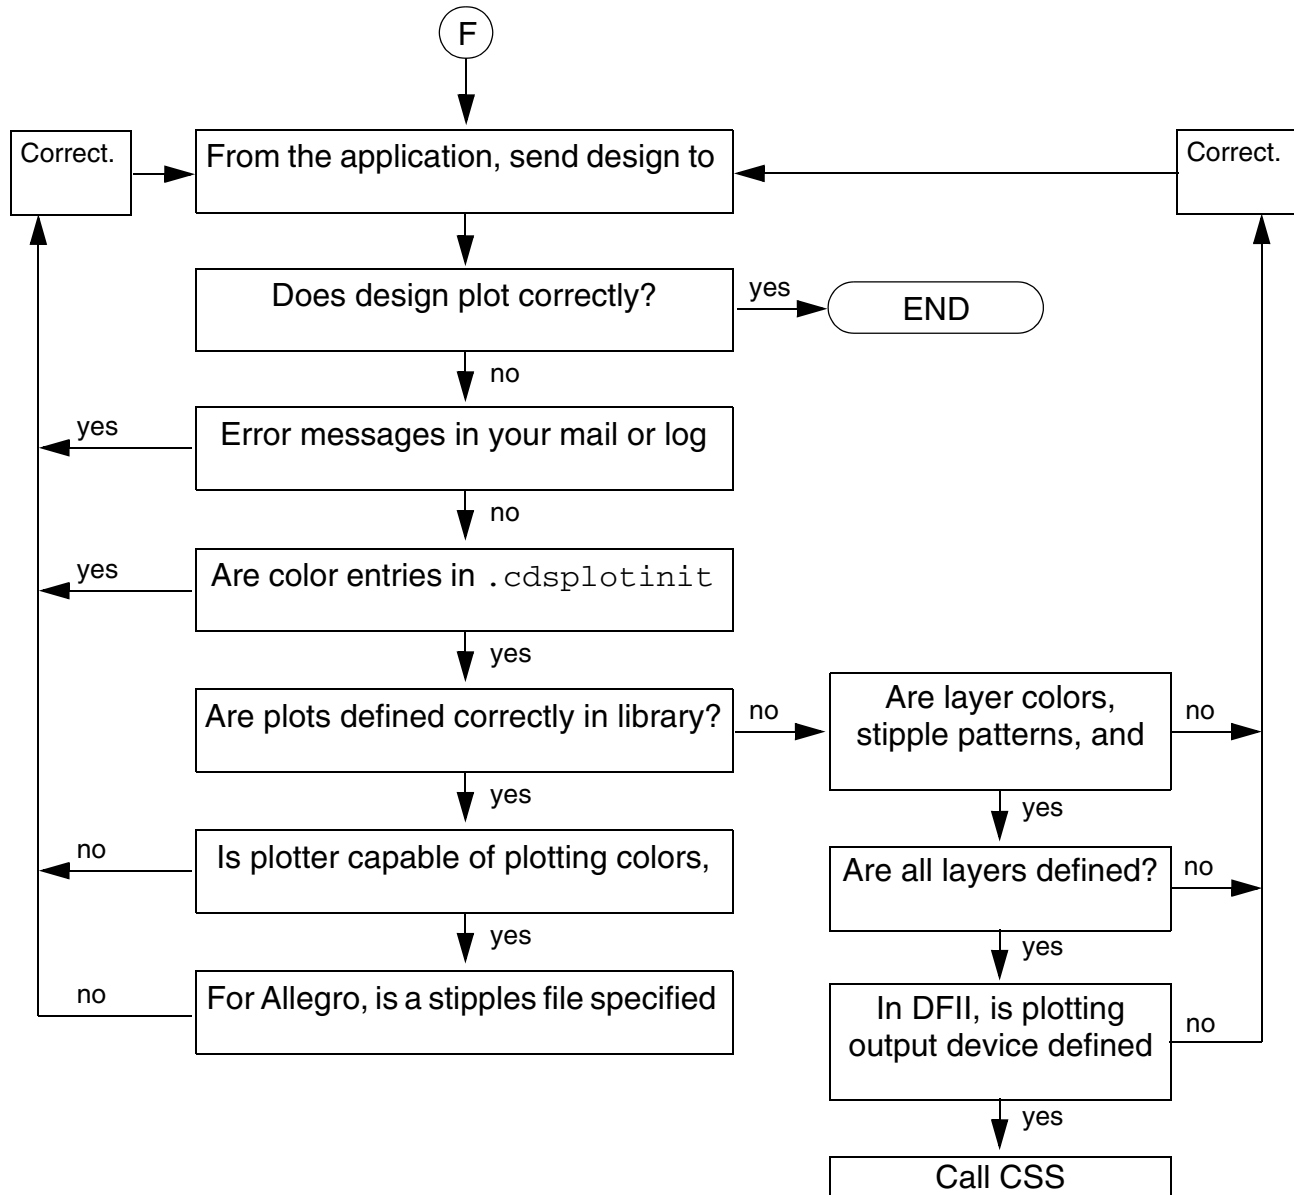 F
Correct.
From the application, send design to
Correct.
Does design plot correctly?
yes
END
no
yes
Error messages in your mail or log
no
yes
Are color entries in .cdsplotinit
yes
Are plots defined correctly in library?
no
Are layer colors,
stipple patterns, and
no
yes
yes
no
Is plotter capable of plotting colors,
Are all layers defined?
no
yes
yes
no
For Allegro, is a stipples file specified
In DFII, is plotting
output device defined
no
yes
Call CSS